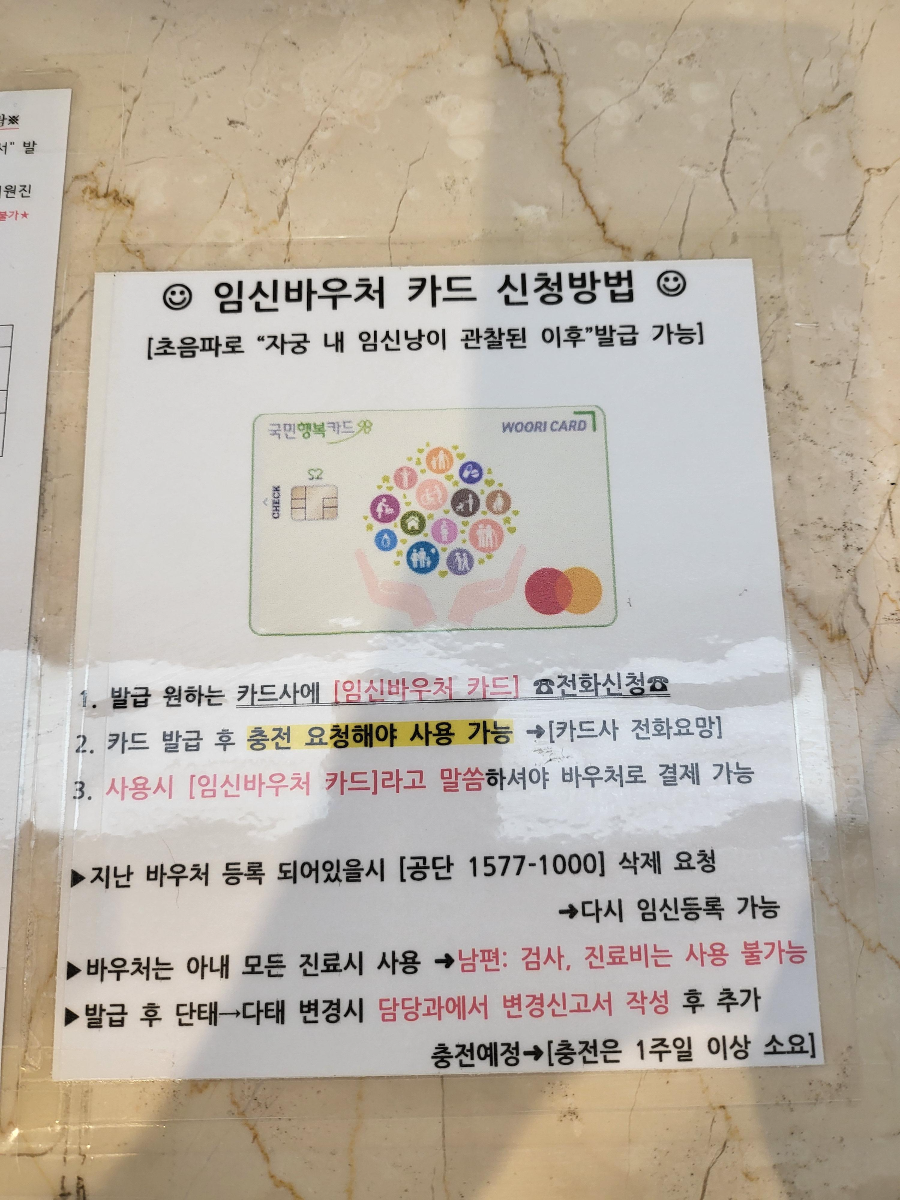 람※
서" 발
의원진
불가★
☺ 임신바우처 카드 신청방법 ☺
[초음파로 “자궁 내 임신낭이 관찰된 이후”발급 가능]
국민행복카드
WOORI CARD
S2
CHECK
1. 발급 원하는 카드사에 [임신바우처 카드] ☎전화신청☎
2. 카드 발급 후 충전 요청해야 사용 가능 ➜[카드사 전화요망]
3. 사용시 [임신바우처 카드]라고 말씀하셔야 바우처로 결제 가능
▶지난 바우처 등록 되어있을시 [공단 1577-1000] 삭제 요청
➜다시 임신등록 가능
▶바우처는 아내 모든 진료시 사용 ➜남편: 검사, 진료비는 사용 불가능
▶발급 후 단태→다태 변경시 담당과에서 변경신고서 작성 후 추가
충전예정➜[충전은 1주일 이상 소요]